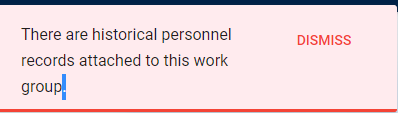 There are historical personnel
records attached to this work
group.
DISMISS